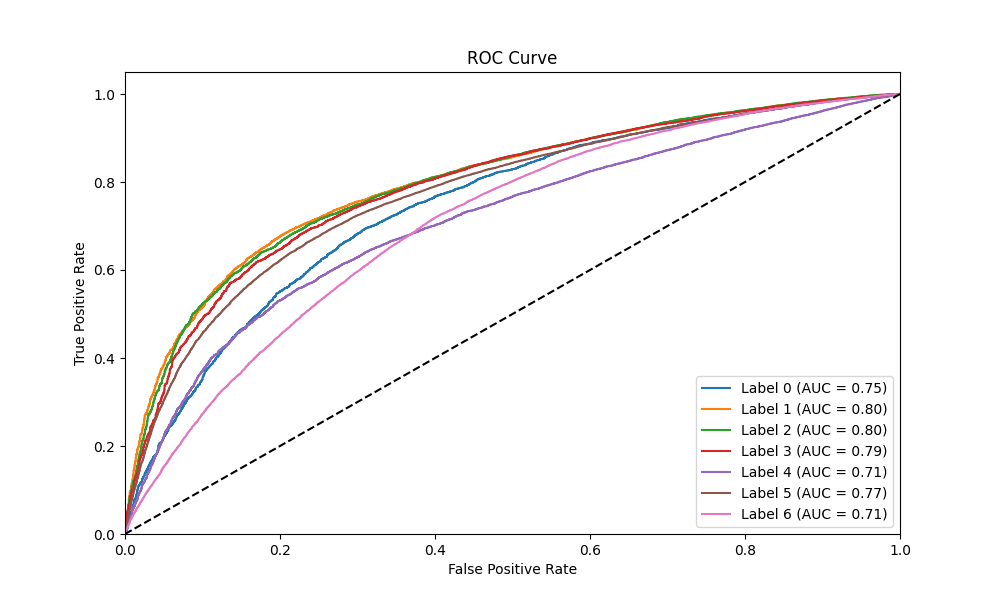 ROC Curve
True Positive Rate
1.0
0.8
0.6
0.4
0.2
0.0
0.0 0.2 0.4 0.6 0.8 1.0
False Positive Rate
Label 0 (AUC = 0.75)
Label 1 (AUC = 0.80)
Label 2 (AUC = 0.80)
Label 3 (AUC = 0.79)
Label 4 (AUC = 0.71)
Label 5 (AUC = 0.77)
Label 6 (AUC = 0.71)